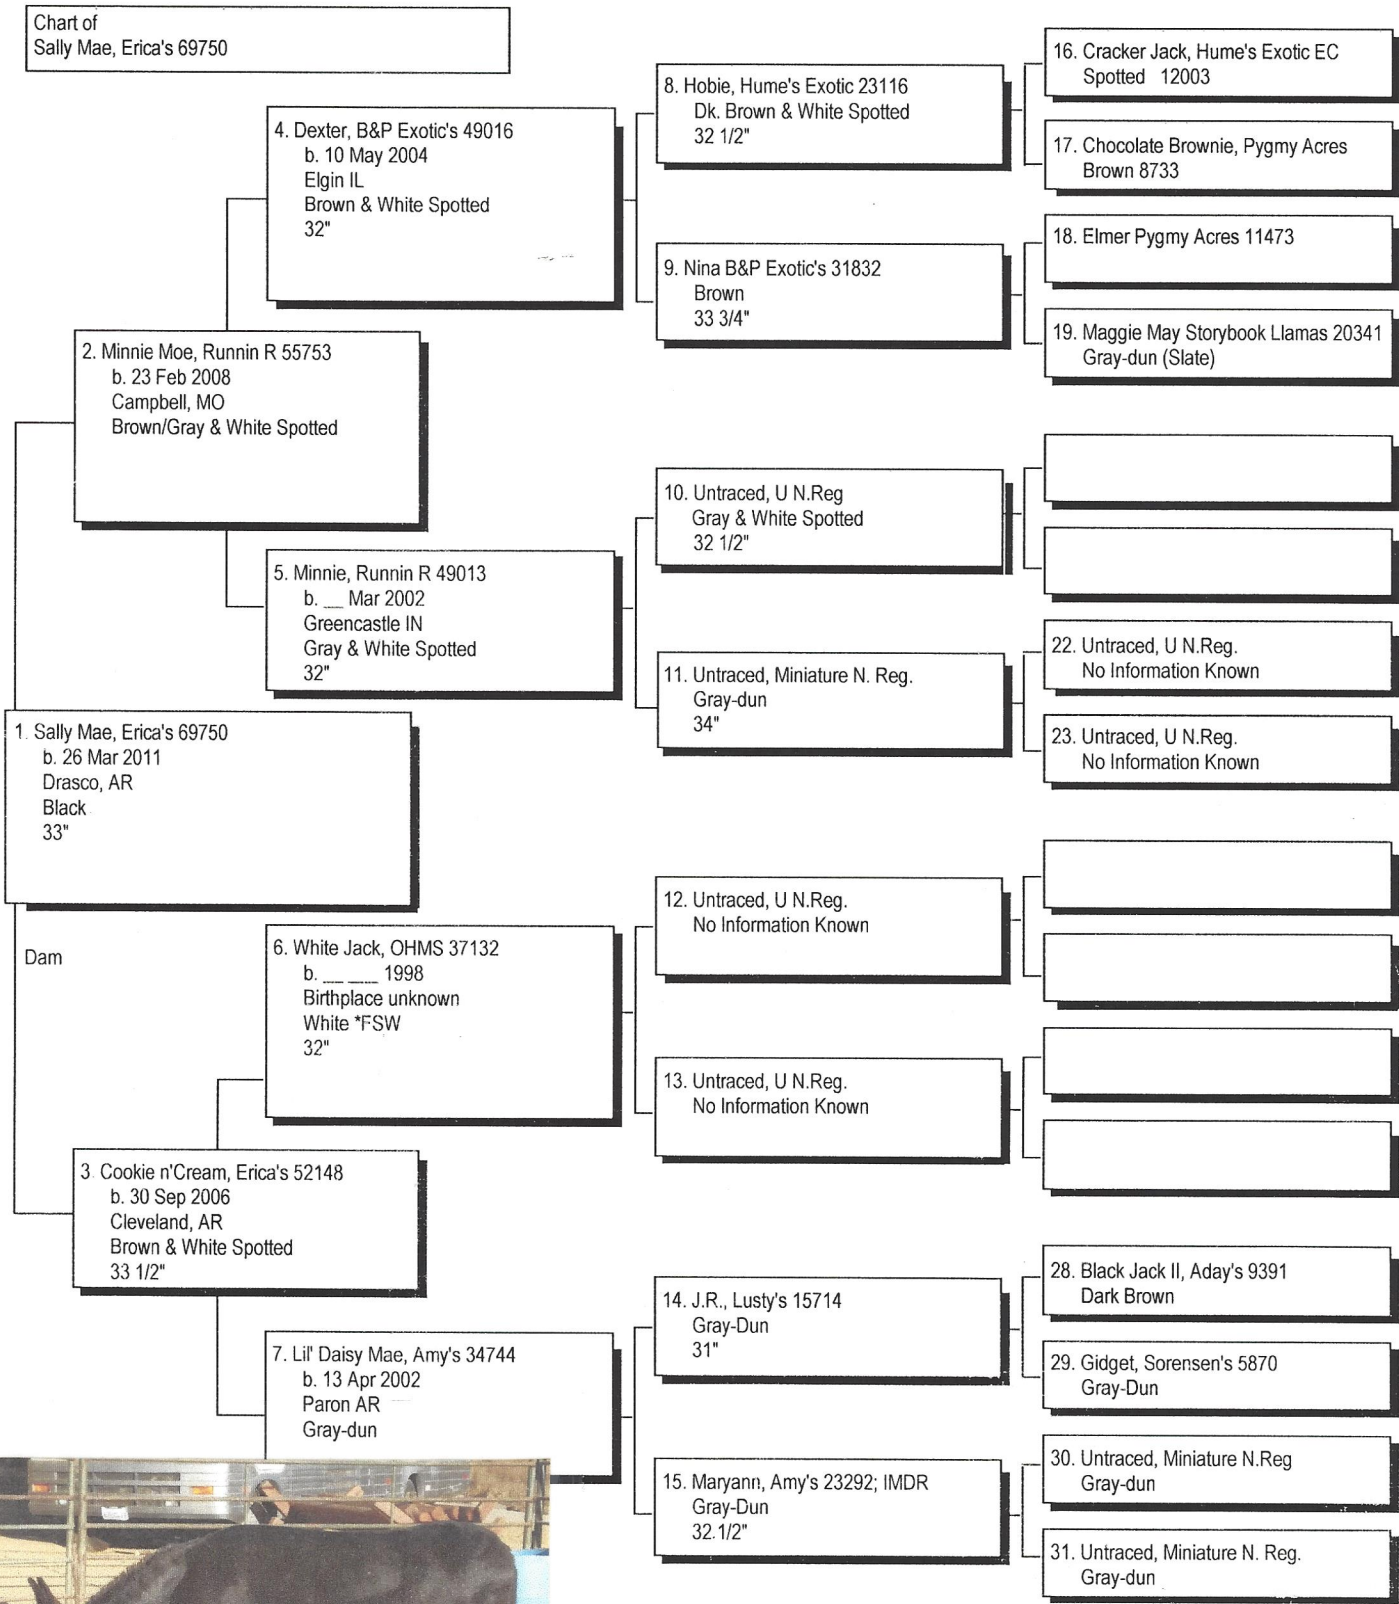 Chart of
Sally Mae, Erica's 69750
1. Sally Mae, Erica's 69750
b. 26 Mar 2011
Drasco, AR
Black
33"
Dam
2. Minnie Moe, Runnin R 55753
b. 23 Feb 2008
Campbell, MO
Brown/Gray & White Spotted
3. Cookie n'Cream, Erica's 52148
b. 30 Sep 2006
Cleveland, AR
Brown & White Spotted
33 1/2"
4. Dexter, B&P Exotic's 49016
b. 10 May 2004
Elgin IL
Brown & White Spotted
32"
5. Minnie, Runnin R 49013
b. __ Mar 2002
Greencastle IN
Gray & White Spotted
32"
6. White Jack, OHMS 37132
b. __ ___ 1998
Birthplace unknown
White *FSW
32"
7. Lil' Daisy Mae, Amy's 34744
b. 13 Apr 2002
Paron AR
Gray-dun
8. Hobie, Hume's Exotic 23116
Dk. Brown & White Spotted
32 1/2"
9. Nina B&P Exotic's 31832
Brown
33 3/4"
10. Untraced, U N.Reg
Gray & White Spotted
32 1/2"
11. Untraced, Miniature N. Reg.
Gray-dun
34"
12. Untraced, U N.Reg.
No Information Known
13. Untraced, U N.Reg.
No Information Known
14. J.R., Lusty's 15714
Gray-Dun
31"
15. Maryann, Amy's 23292; IMDR
Gray-Dun
32.1/2"
16. Cracker Jack, Hume's Exotic EC
Spotted 12003
17. Chocolate Brownie, Pygmy Acres
Brown 8733
18. Elmer Pygmy Acres 11473
19. Maggie May Storybook Llamas 20341
Gray-dun (Slate)
22. Untraced, U N.Reg.
No Information Known
23. Untraced, U N.Reg.
No Information Known
28. Black Jack II, Aday's 9391
Dark Brown
29. Gidget, Sorensen's 5870
Gray-Dun
30. Untraced, Miniature N.Reg
Gray-dun
31. Untraced, Miniature N. Reg.
Gray-dun